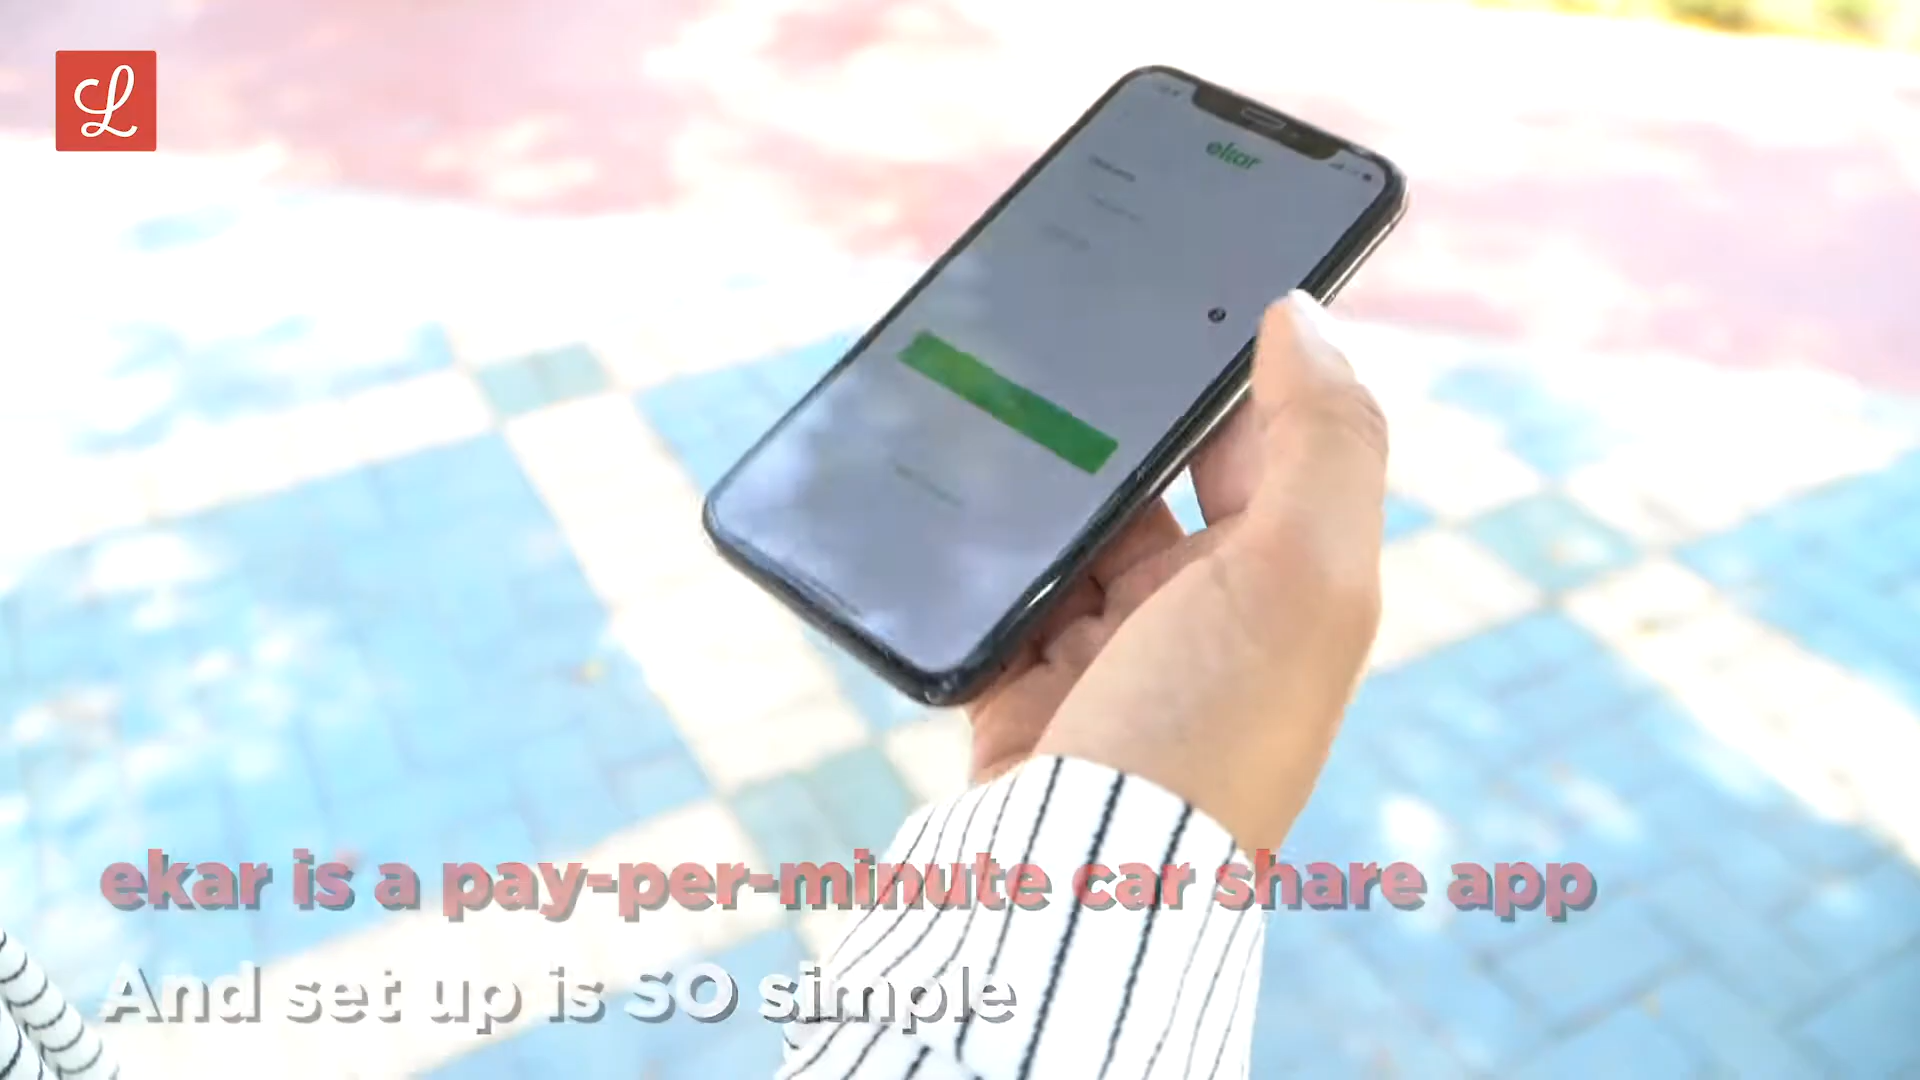 L
ekar
ekar is a pay-per-minute car share app
And set up is SO simple